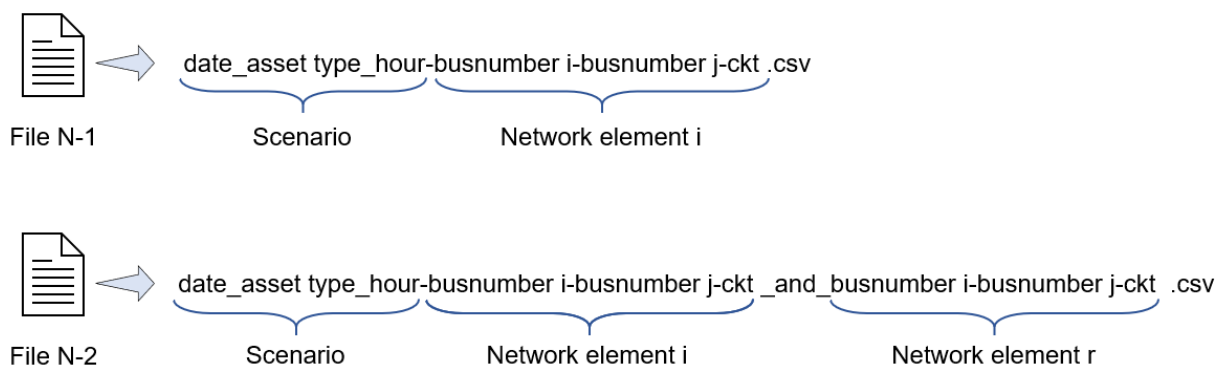 date_asset type_hour-busnumber i-busnumber j-ckt .csv
File N-1 Scenario Network element i
date_asset type_hour-busnumber i-busnumber j-ckt _and_busnumber i-busnumber j-ckt .csv
File N-2 Scenario Network element i Network element r